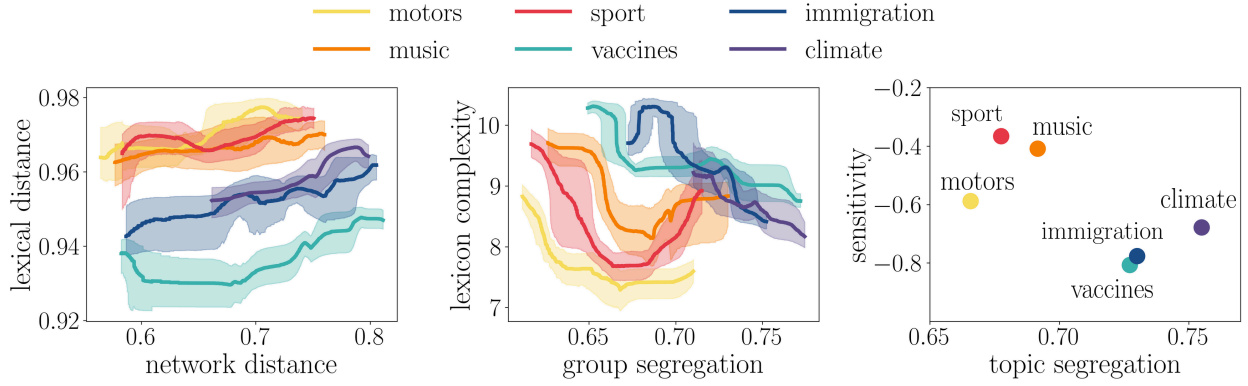 motors sport immigration
music vaccines climate
lexical distance
0.98
0.96
0.94
0.92
0.6 0.7 0.8
network distance
lexicon complexity
10
9
8
7
0.65 0.70 0.75
group segregation
sensitivity
−0.2
−0.4
−0.6
−0.8
sport
music
motors
climate
immigration
vaccines
0.65 0.70 0.75
topic segregation